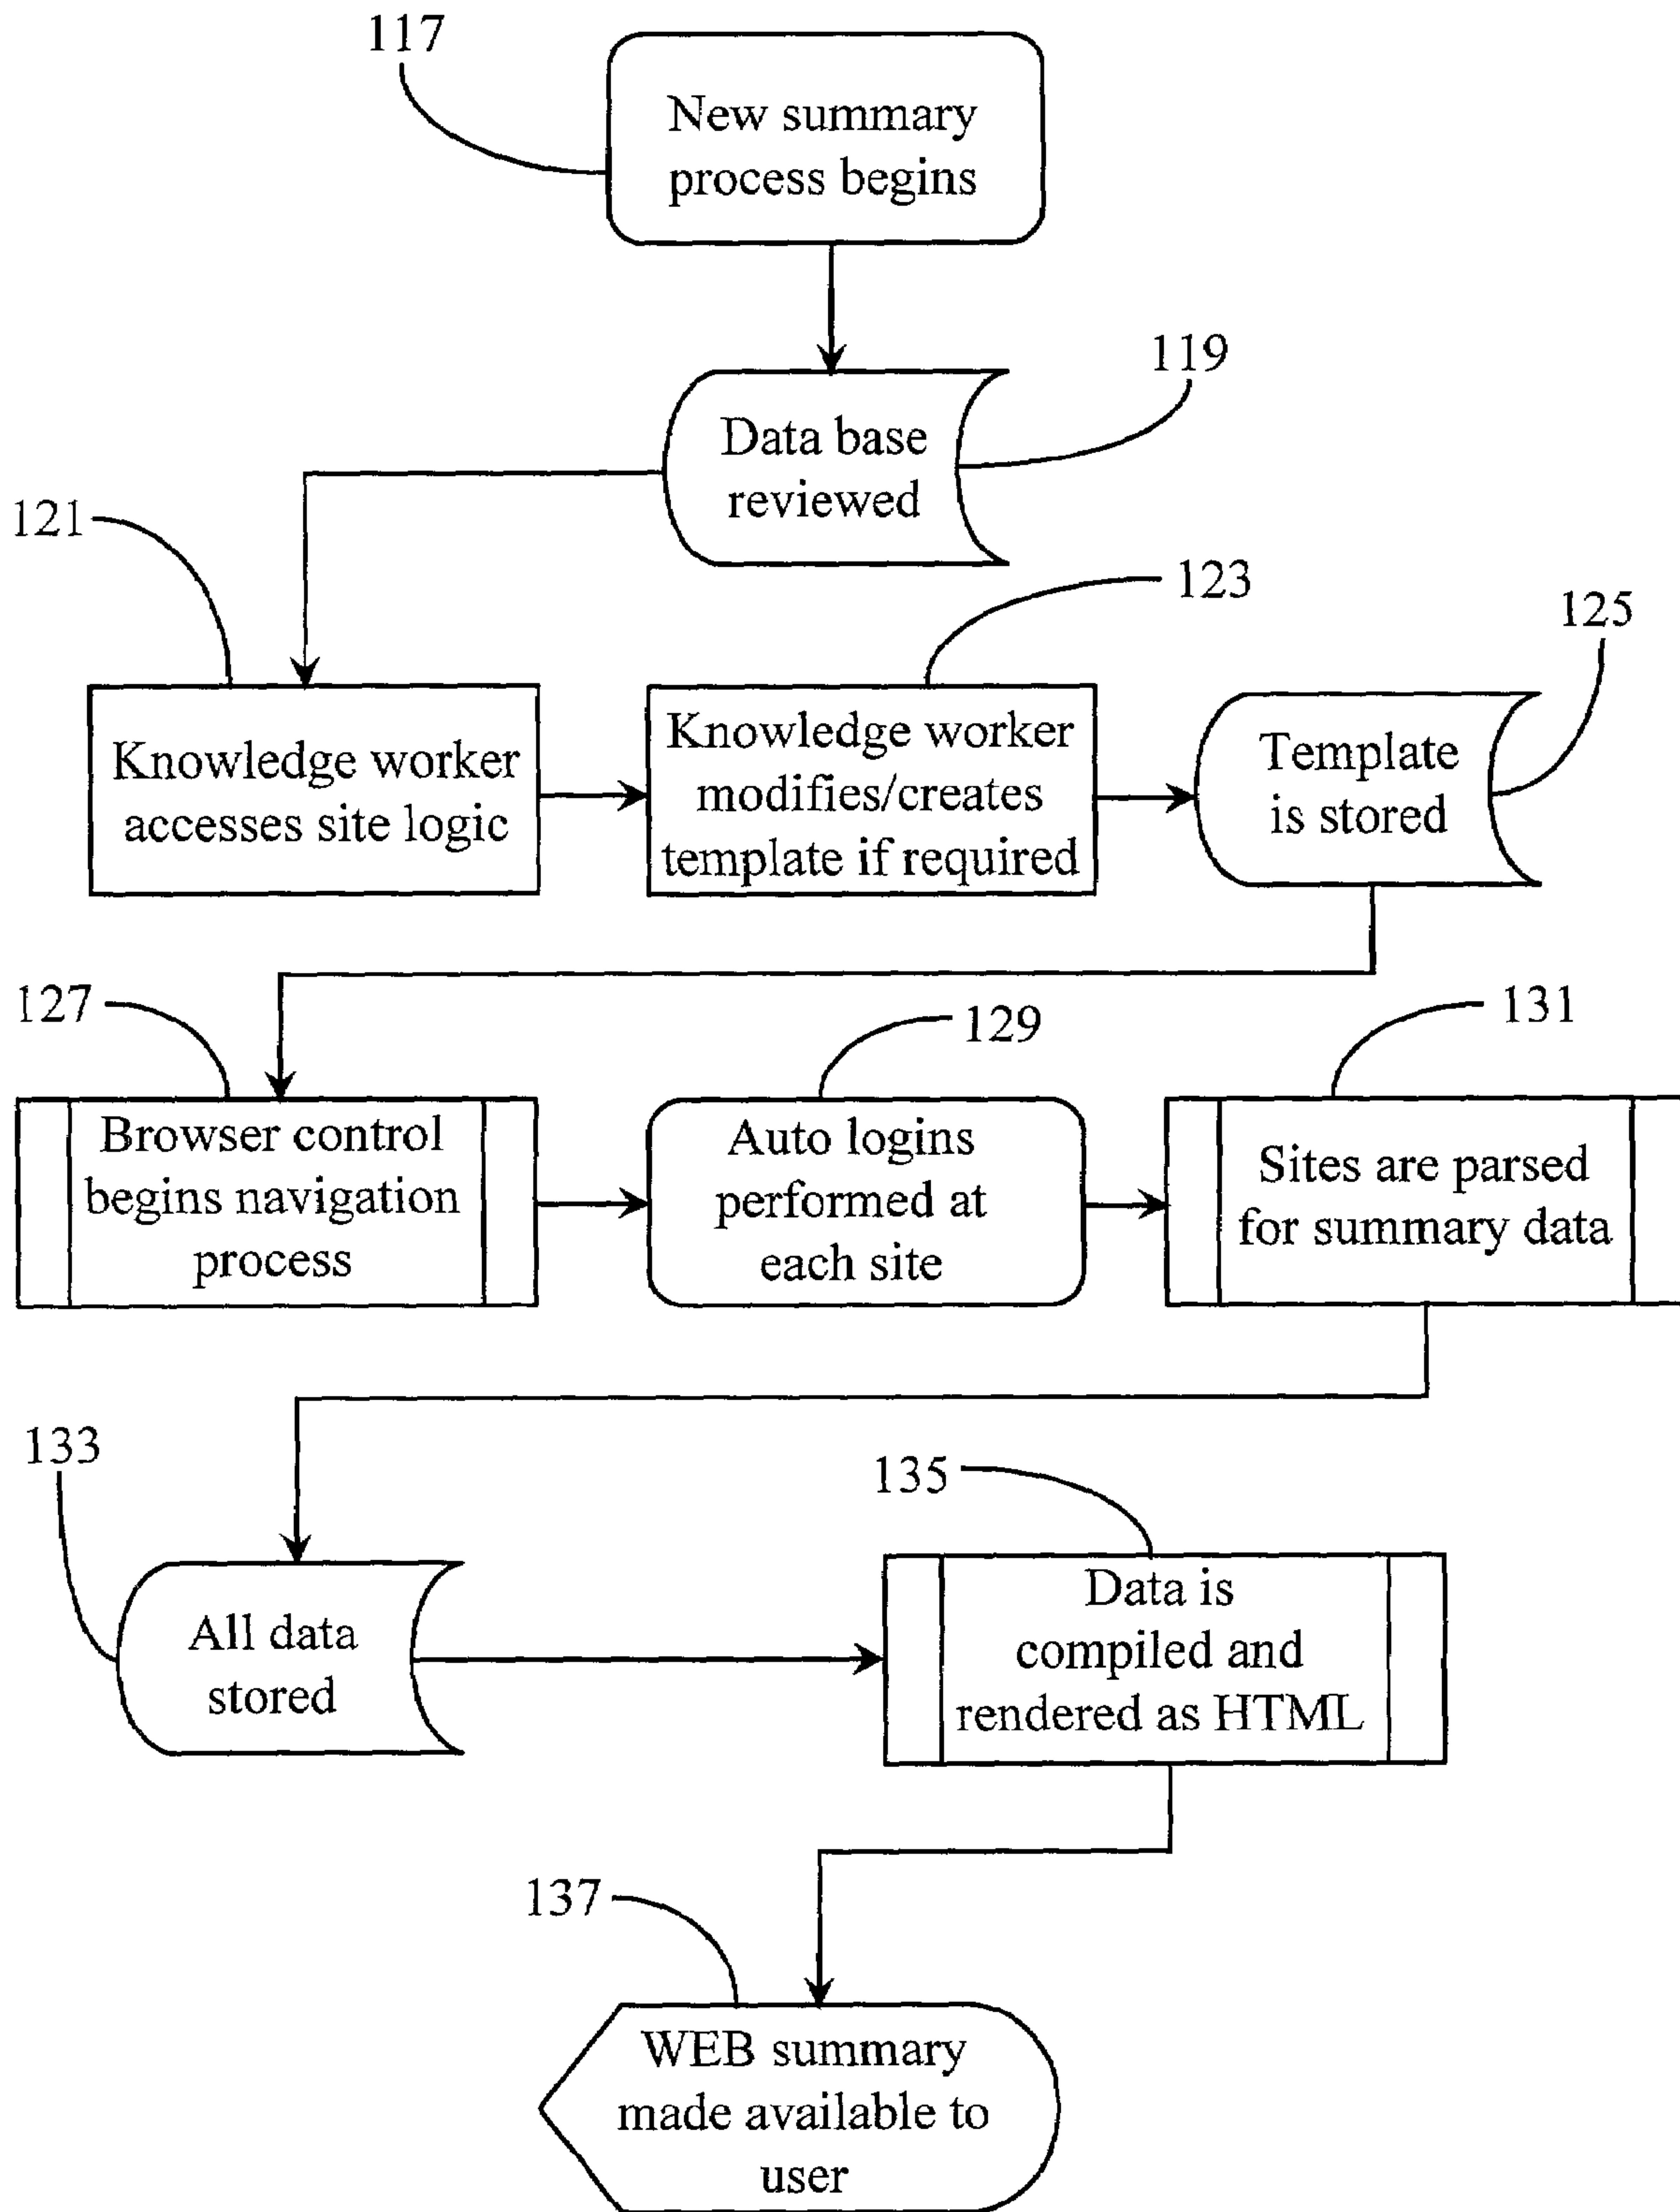 117
New summary
process begins
119
Data base
reviewed
121
123
125
Knowledge worker
accesses site logic
Knowledge worker
modifies/creates
template if required
Template
is stored
127
129
131
Browser control
begins navigation
process
Auto logins
performed at
each site
Sites are parsed
for summary data
133
135
All data
stored
Data is
compiled and
rendered as HTML
137
WEB summary
made available to
user